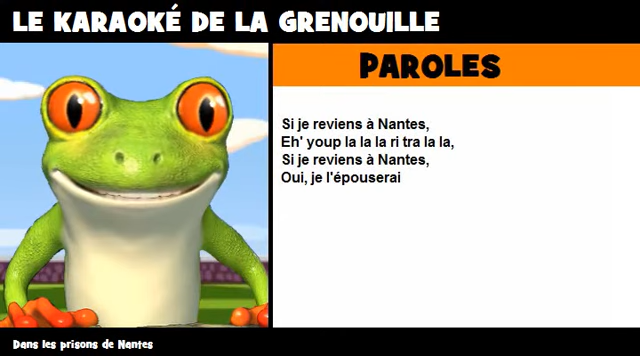 LE KARAOKÉ DE LA GRENOUILLE
PAROLES
Si je reviens à Nantes,
Eh' youp la la la ri tra la la,
Si je reviens à Nantes,
Oui, je l'épouserai
Dans les prisons de Nantes